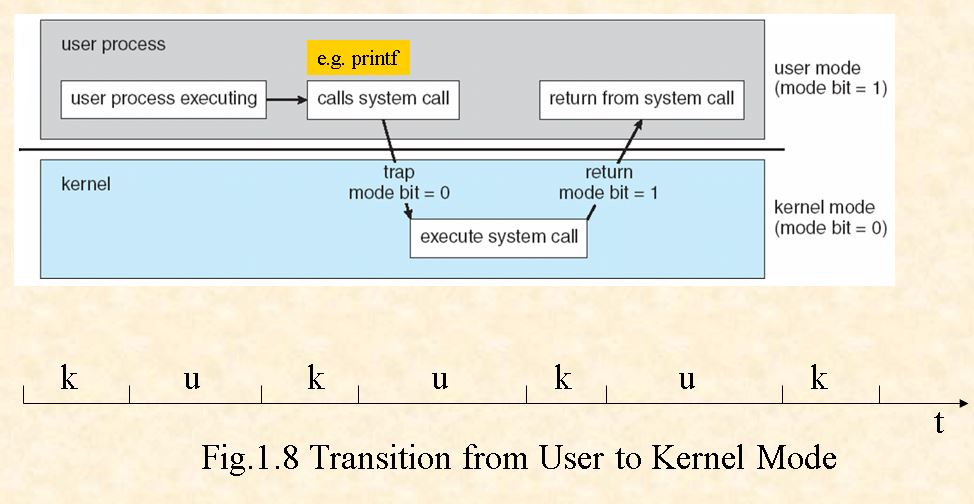 user process
e.g. printf
user process executing
calls system call
return from system call
user mode
(mode bit = 1)
kernel
trap
mode bit = 0
return
mode bit = 1
execute system call
kernel mode
(mode bit = 0)
k u k u k u k
t
Fig.1.8 Transition from User to Kernel Mode